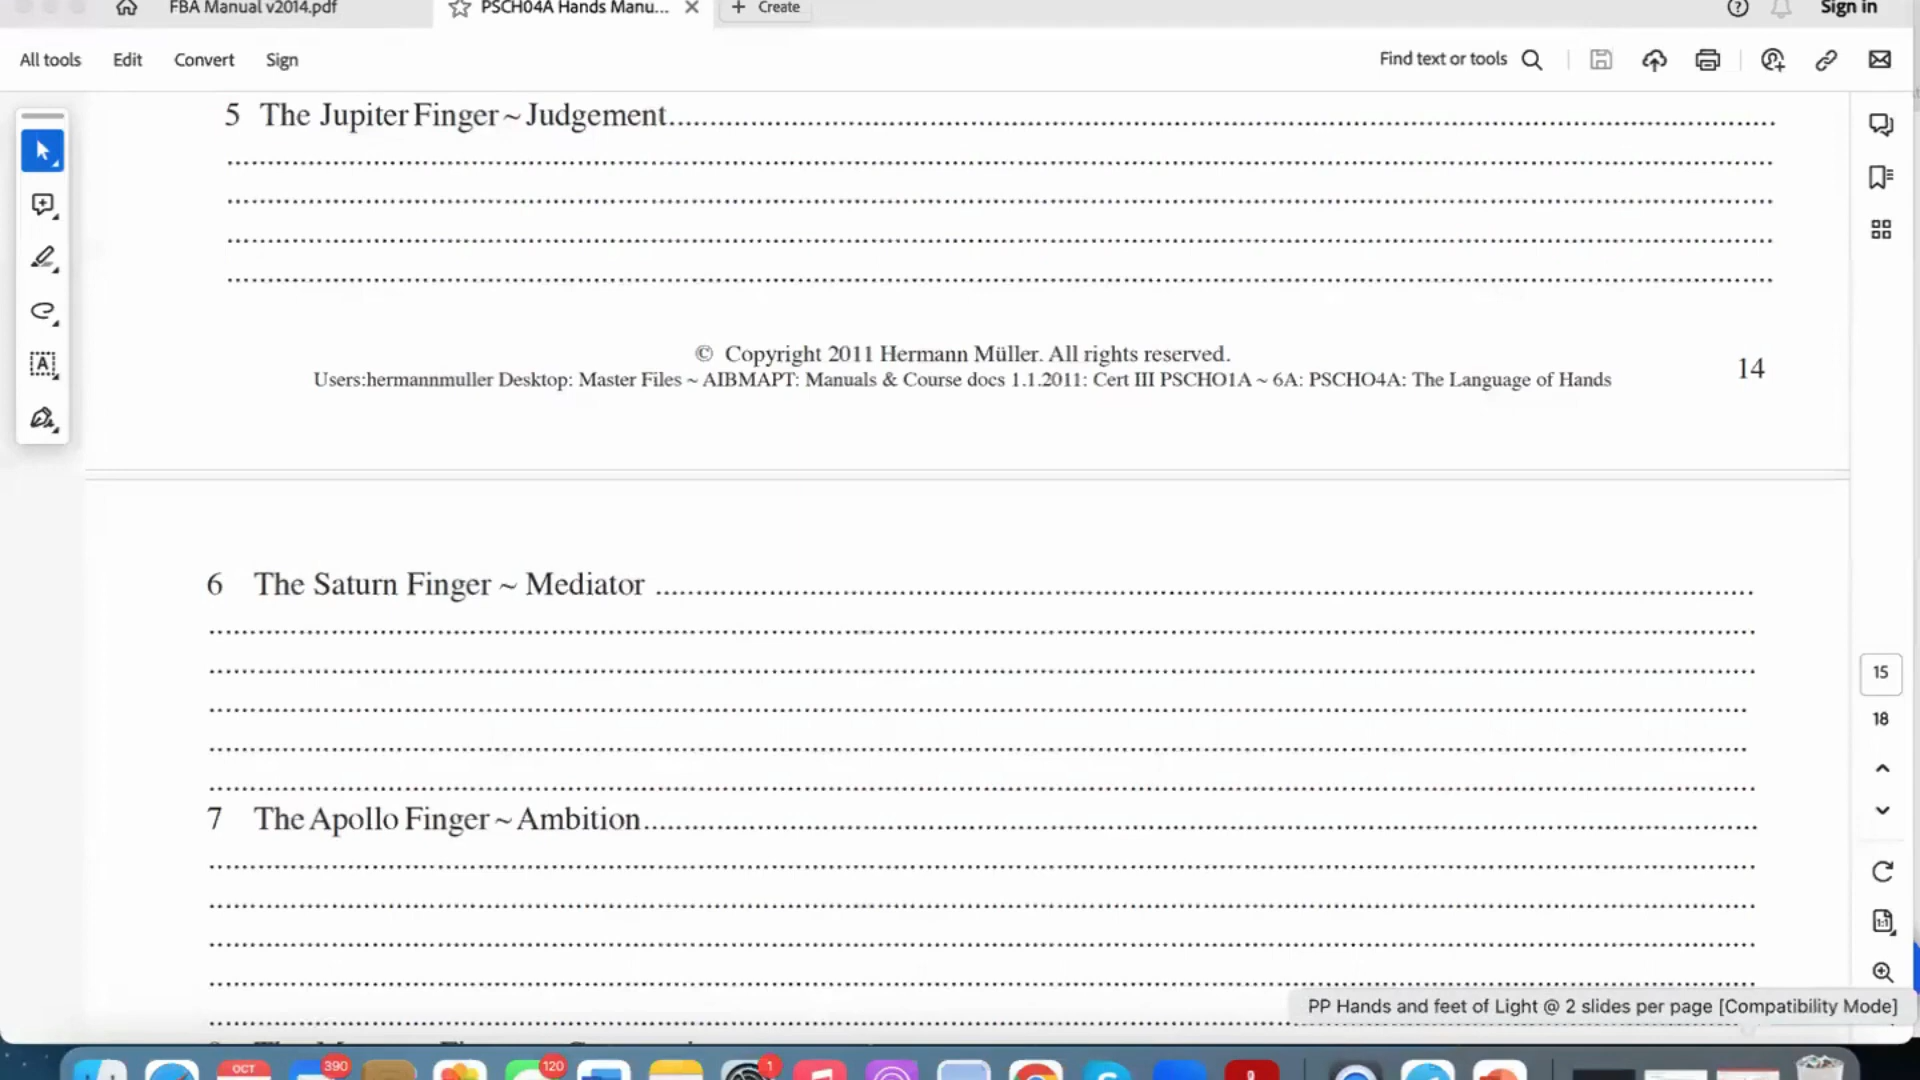 FBA Manual v2014.pdf
PSCH04A Hands Manu...
Create
Sign in
All tools
Edit
Convert
Sign
Find text or tools
5 The Jupiter Finger ~ Judgement
© Copyright 2011 Hermann Müller. All rights reserved.
Users:hermannmuller Desktop: Master Files ~ AIBMAPT: Manuals & Course docs 1.1.2011: Cert III PSCHO1A ~ 6A: PSCHO4A: The Language of Hands
14
6 The Saturn Finger ~ Mediator
15
18
7 The Apollo Finger ~ Ambition
PP Hands and feet of Light @ 2 slides per page [Compatibility Mode]
OCT
390
120
1